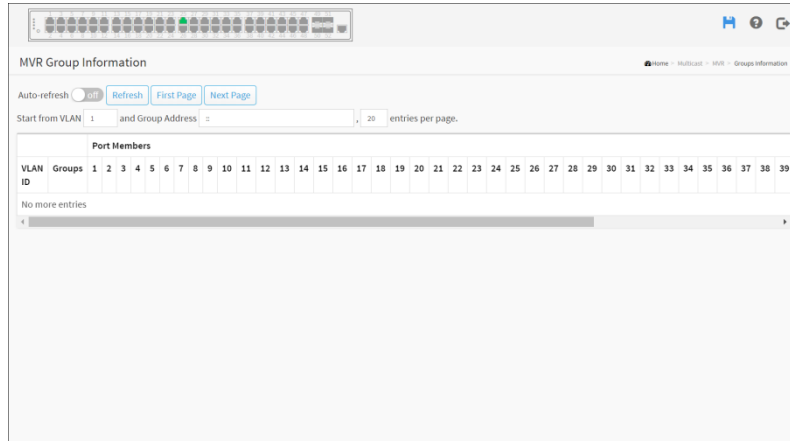 MVR Group Information
Home > Multicast > MVR > Groups Information
Auto-refresh off Refresh First Page Next Page
Start from VLAN 1 and Group Address :: , 20 entries per page.
Port Members
VLAN ID Groups 1 2 3 4 5 6 7 8 9 10 11 12 13 14 15 16 17 18 19 20 21 22 23 24 25 26 27 28 29 30 31 32 33 34 35 36 37 38 39
No more entries